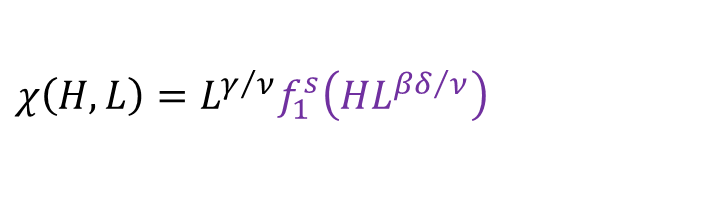 χ(H, L) = L^{γ/ν} f_1^s(HL^{βδ/ν})